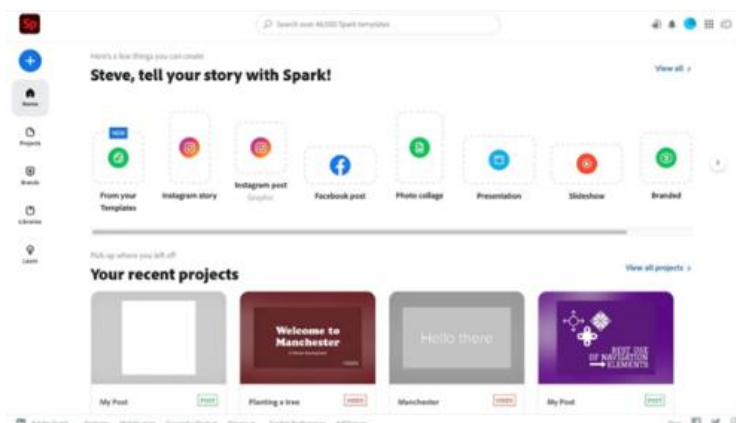 Sp
Search over 46,000 Spark templates
Here's a few things you can create
Steve, tell your story with Spark!
View all
Home
Projects
Brands
Libraries
Learn
NEW
From your
Templates
Instagram story
Instagram post
Graphic
Facebook post
Photo collage
Presentation
Slideshow
Branded
Pick up where you left off
Your recent projects
View all projects
Welcome to
Manchester
Hello there
BEST USE
OF NAVIGATION
ELEMENTS
My Post
POST
Planting a tree
VIDEO
Manchester
VIDEO
My Post
POST